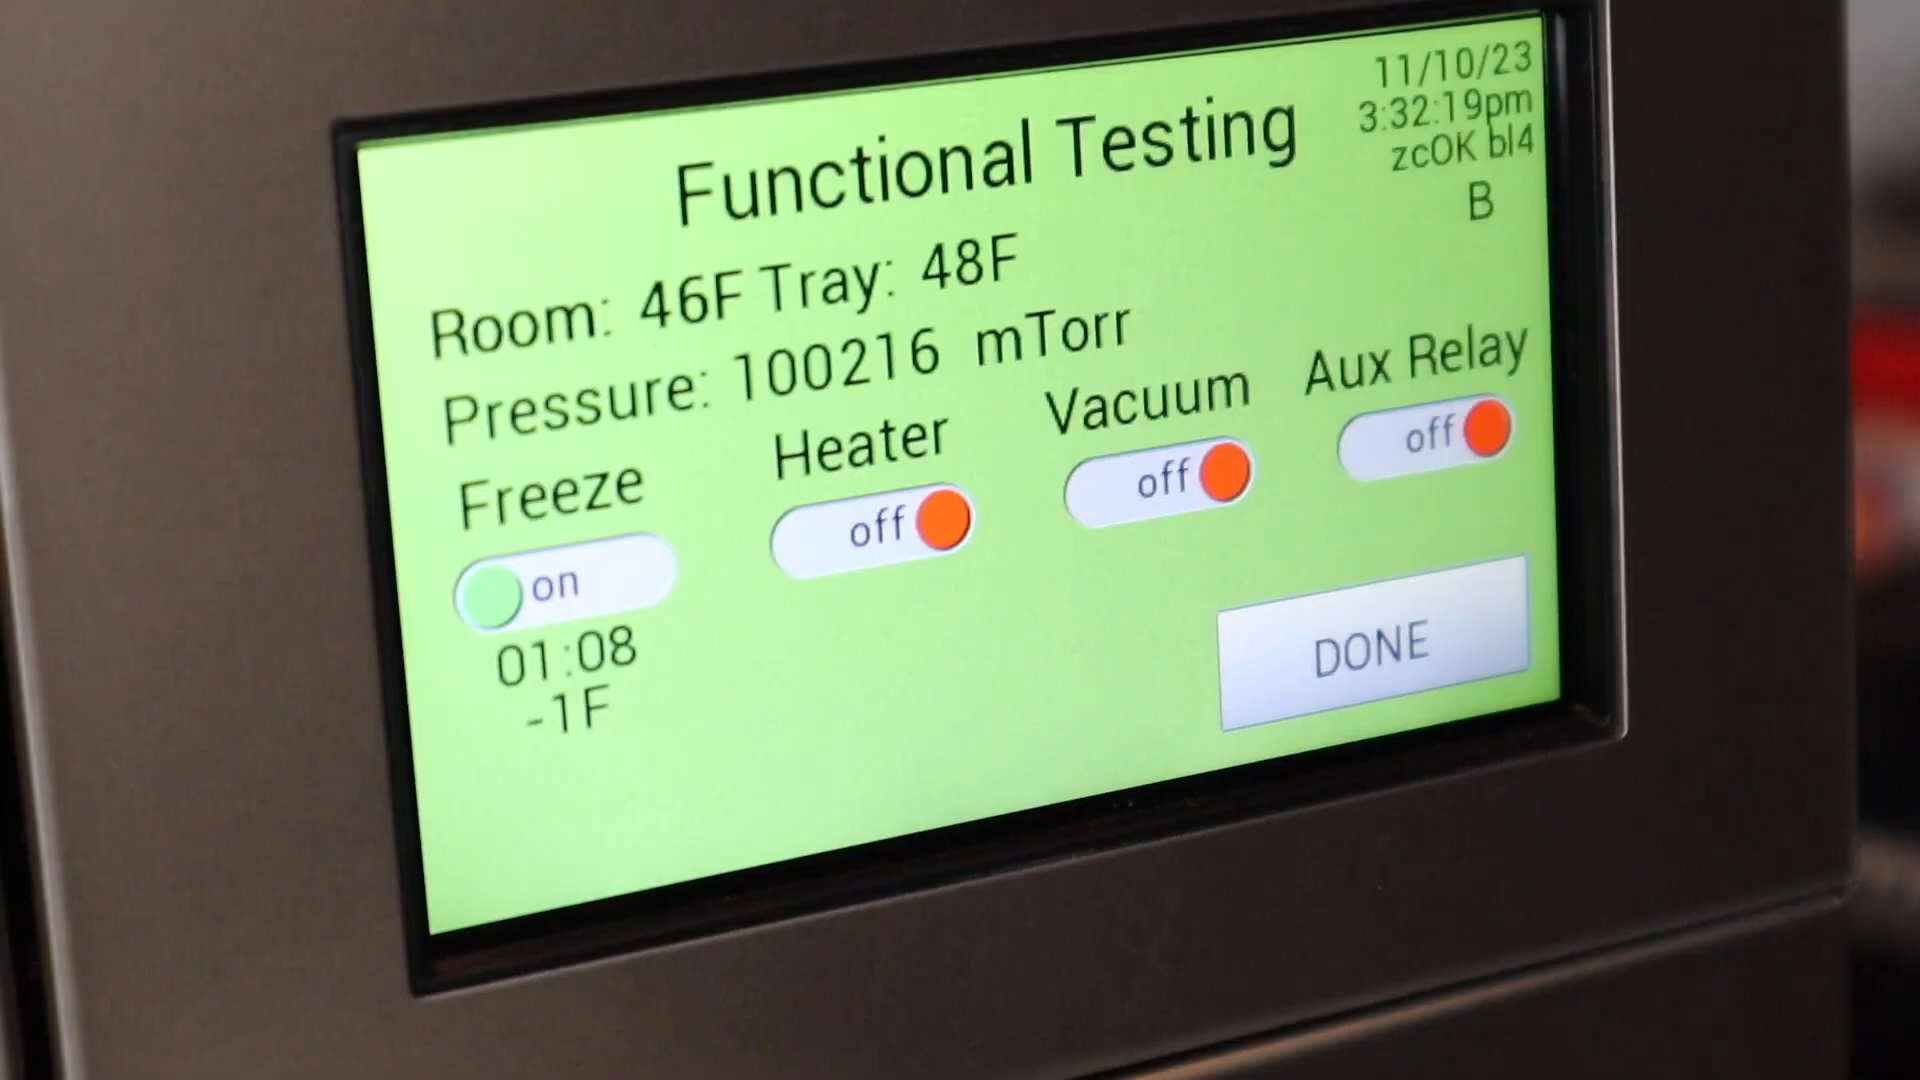 11/10/23
3:32:19pm
zcOK bl4
B
Functional Testing
Room: 46F Tray: 48F
Pressure: 100216 mTorr
Freeze Heater Vacuum Aux Relay
on off off off
01:08
-1F
DONE